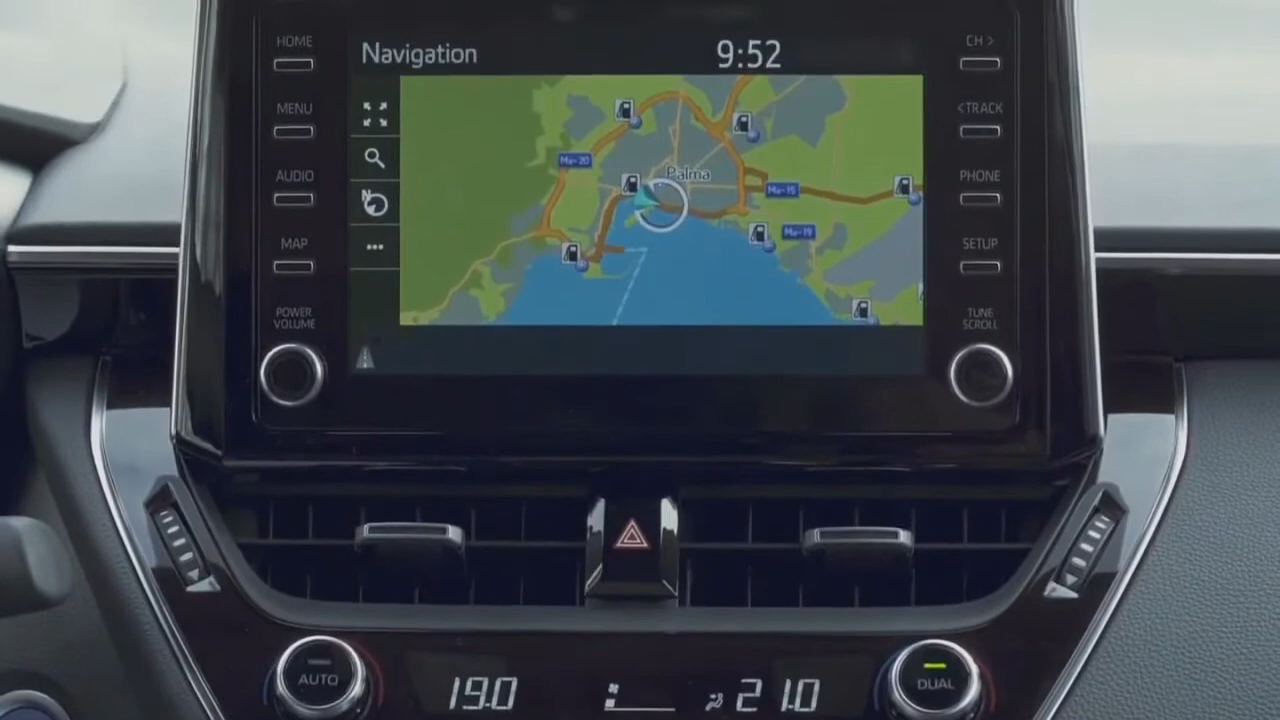 HOME
MENU
AUDIO
MAP
POWER
VOLUME
Navigation
9:52
N
Ma-20
Palma
Ma-15
Ma-19
CH >
<TRACK
PHONE
SETUP
TUNE
SCROLL
AUTO
19.0
21.0
DUAL